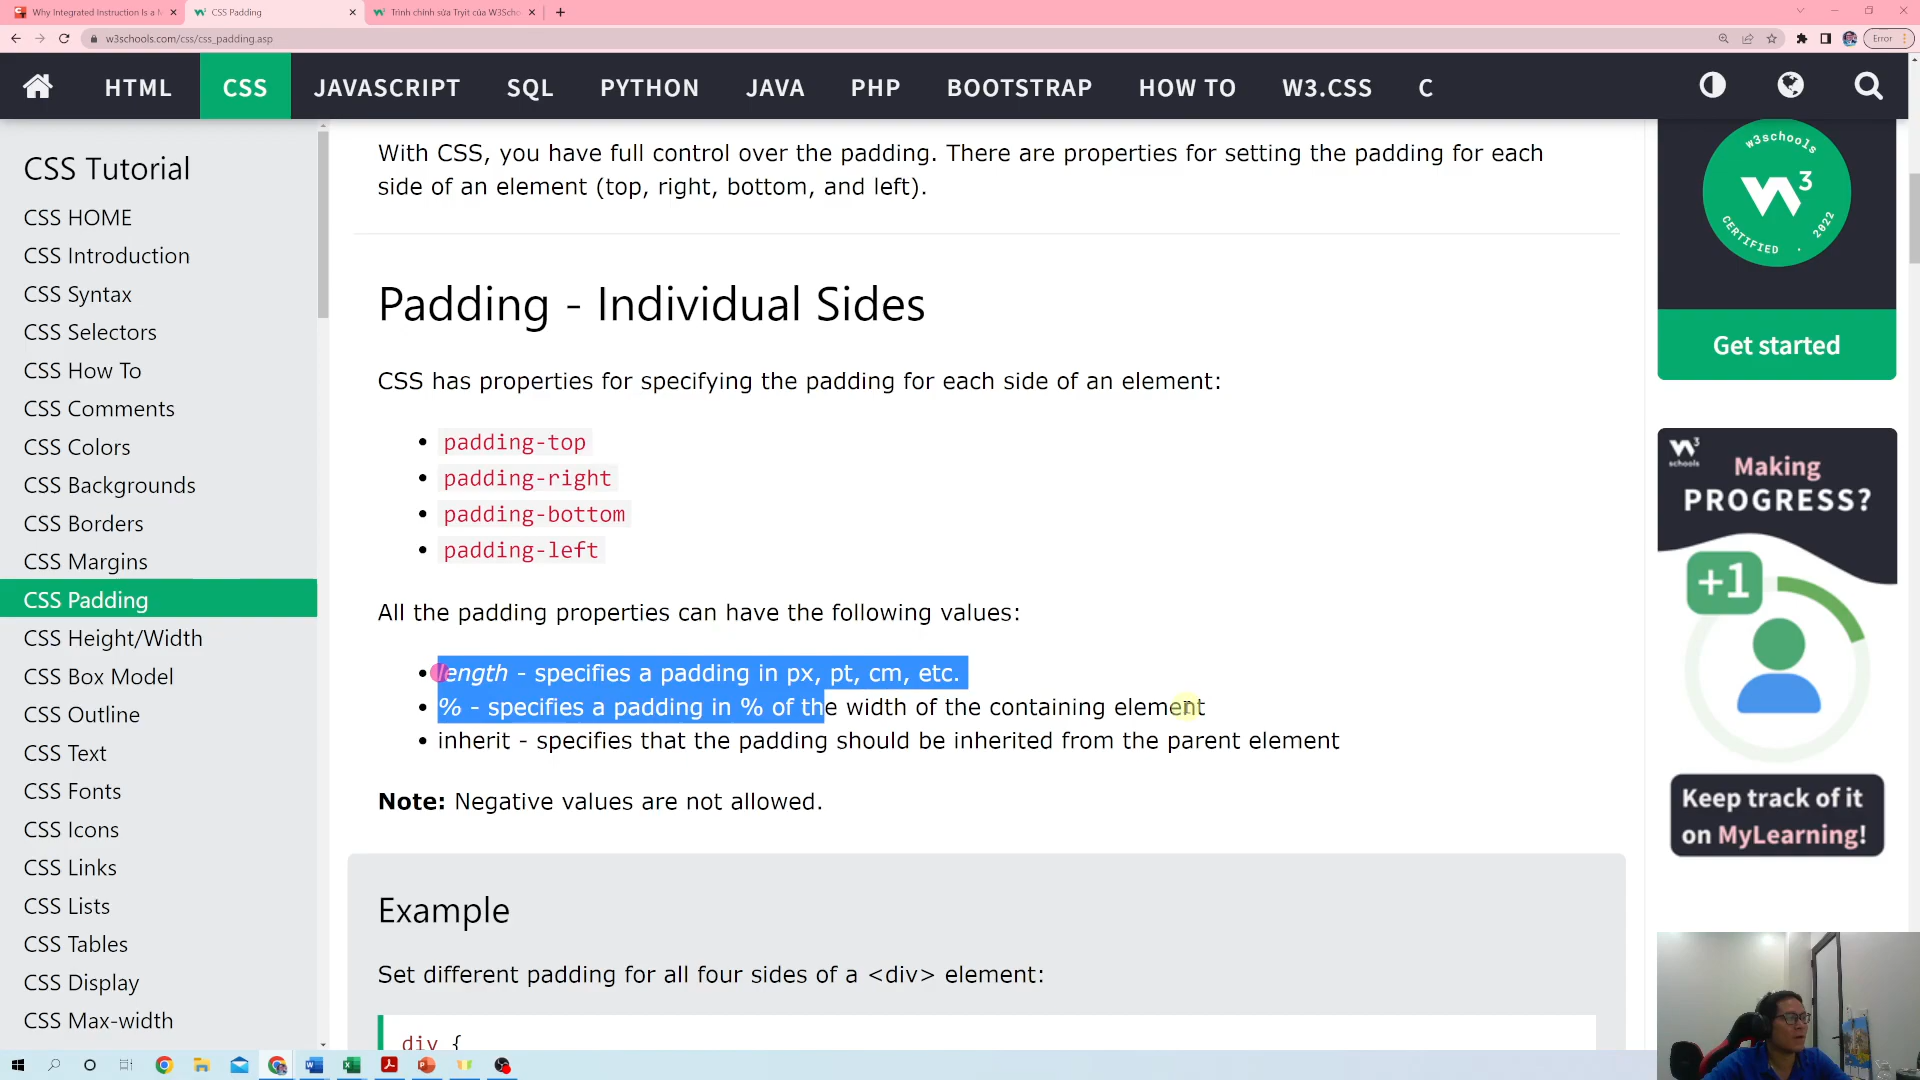 Why Integrated Instruction Is a M
CSS Padding
Trình chỉnh sửa Tryit của W3Scho
w3schools.com/css/css_padding.asp
Error
HTML
CSS
JAVASCRIPT
SQL
PYTHON
JAVA
PHP
BOOTSTRAP
HOW TO
W3.CSS
C
CSS Tutorial
CSS HOME
CSS Introduction
CSS Syntax
CSS Selectors
CSS How To
CSS Comments
CSS Colors
CSS Backgrounds
CSS Borders
CSS Margins
CSS Padding
CSS Height/Width
CSS Box Model
CSS Outline
CSS Text
CSS Fonts
CSS Icons
CSS Links
CSS Lists
CSS Tables
CSS Display
CSS Max-width
With CSS, you have full control over the padding. There are properties for setting the padding for each
side of an element (top, right, bottom, and left).
Padding - Individual Sides
CSS has properties for specifying the padding for each side of an element:
padding-top
padding-right
padding-bottom
padding-left
All the padding properties can have the following values:
length - specifies a padding in px, pt, cm, etc.
% - specifies a padding in % of the width of the containing element
inherit - specifies that the padding should be inherited from the parent element
Note: Negative values are not allowed.
Example
Set different padding for all four sides of a <div> element:
div {
w3schools
W3
CERTIFIED . 2022
Get started
W3
schools
Making
PROGRESS?
+1
Keep track of it
on MyLearning!